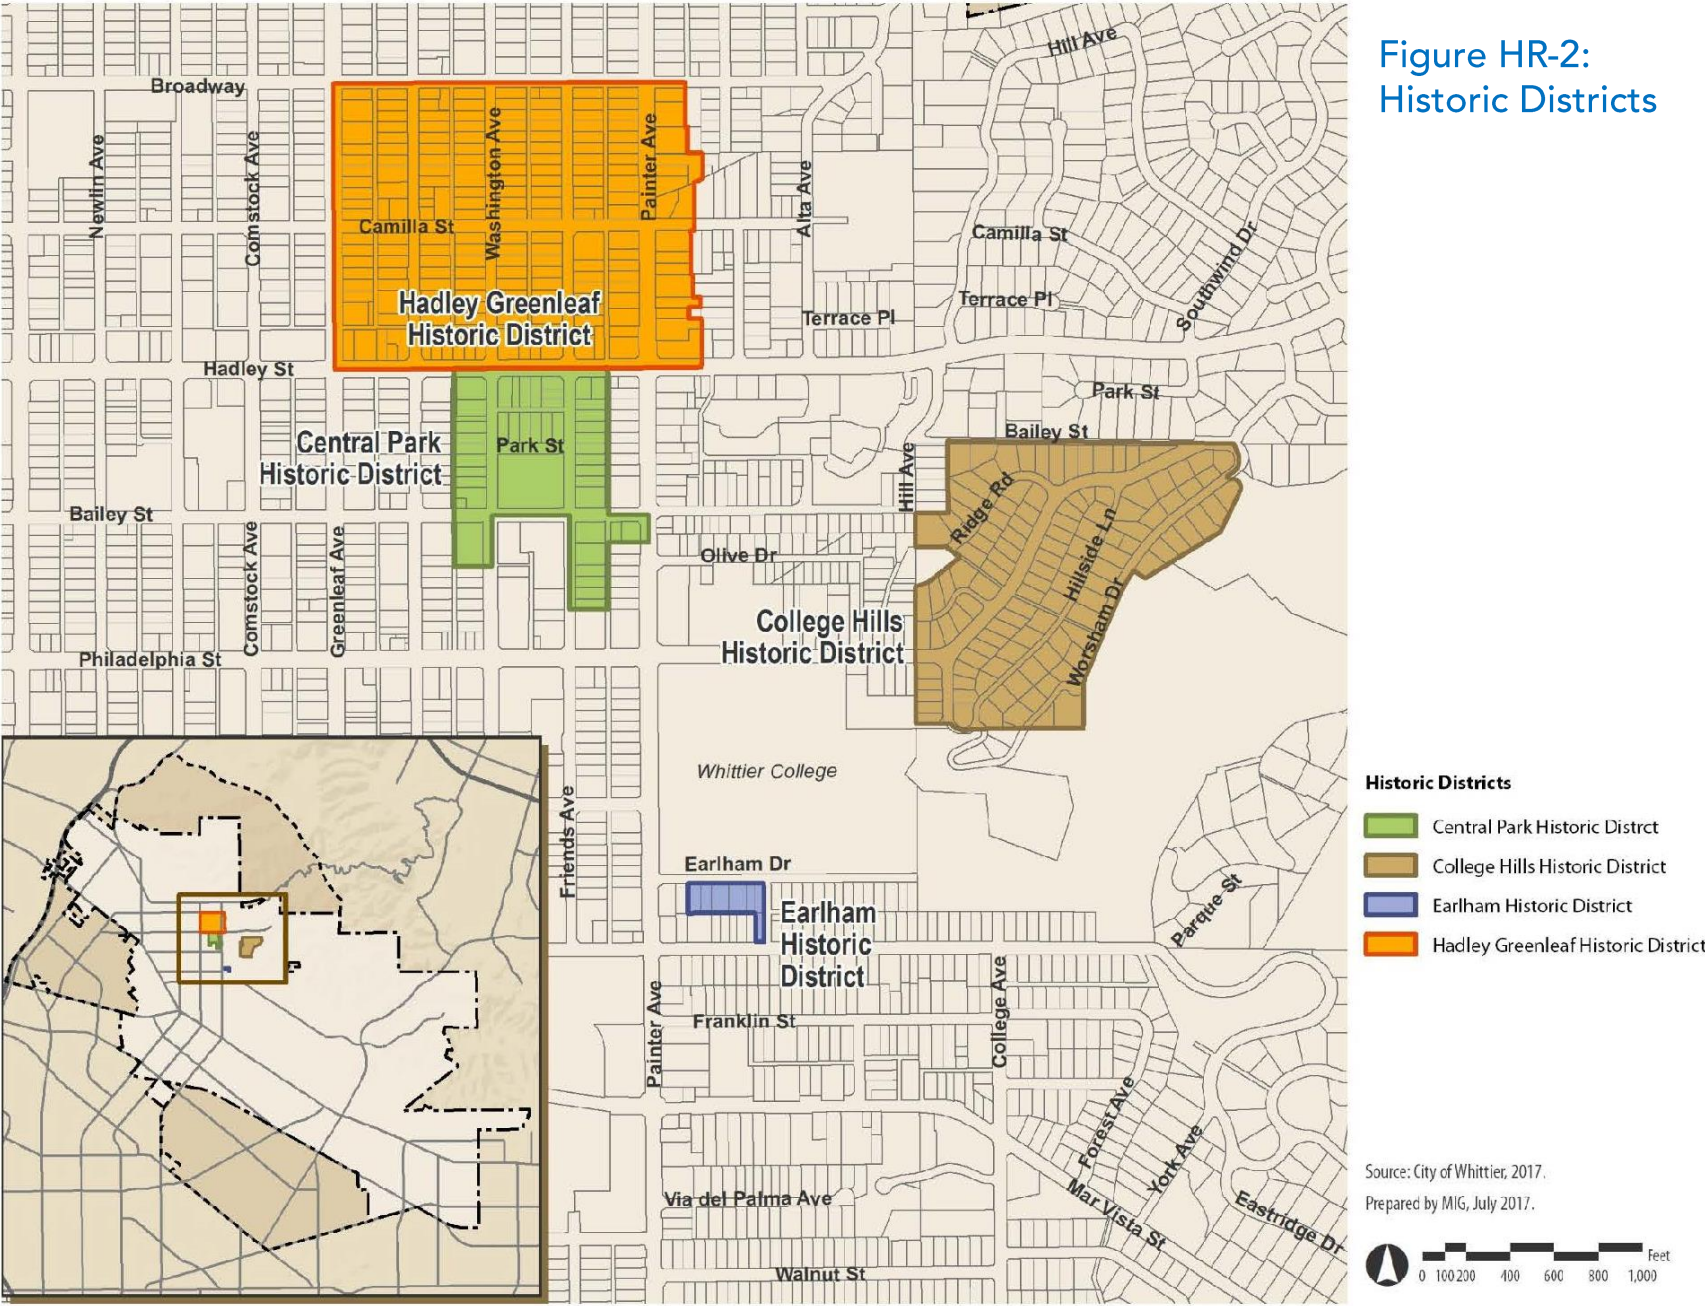 Figure HR-2:
Historic Districts
Hill Ave
Broadway
Newlin Ave
Comstock Ave
Washington Ave
Painter Ave
Alta Ave
Camilla St
Camilla St
Southwind Dr
Terrace Pl
Terrace Pl
Hadley Greenleaf
Historic District
Hadley St
Park St
Central Park
Historic District
Park St
Bailey St
Hill Ave
Ridge Rd
Hillside Ln
Worsham Dr
Bailey St
Comstock Ave
Greenleaf Ave
Olive Dr
College Hills
Historic District
Philadelphia St
Whittier College
Friends Ave
Earlham Dr
Earlham
Historic
District
Parque St
Painter Ave
Franklin St
College Ave
Forest Ave
York Ave
Via del Palma Ave
Mar Vista St
Eastridge Dr
Walnut St
Historic Districts
Central Park Historic Distrct
College Hills Historic District
Earlham Historic District
Hadley Greenleaf Historic District
Source: City of Whittier, 2017.
Prepared by MIG, July 2017.
Feet
0 100 200 400 600 800 1,000